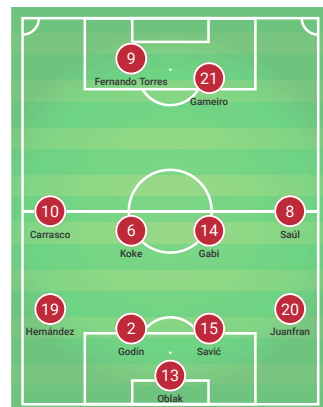 9
Fernando Torres
21
Gameiro
10
Carrasco
8
Saúl
6
Koke
14
Gabi
19
Hernández
20
Juanfran
2
Godín
15
Savić
13
Oblak